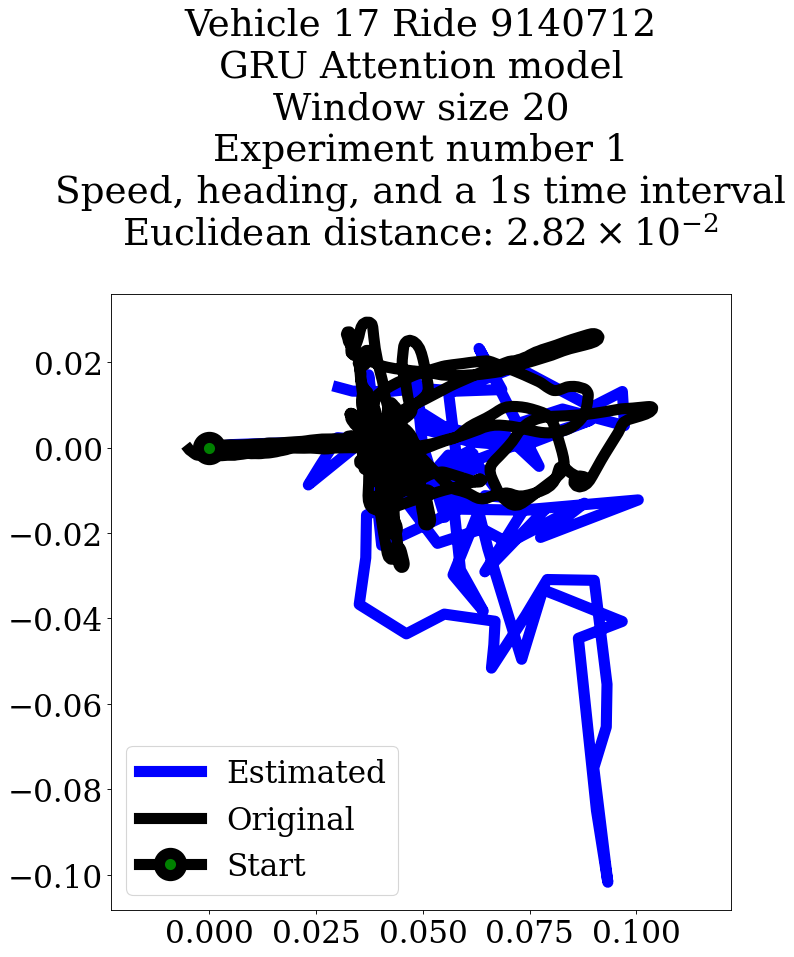 Vehicle 17 Ride 9140712
GRU Attention model
Window size 20
Experiment number 1
Speed, heading, and a 1s time interval
Euclidean distance: 2.82 × 10⁻²
0.02
0.00
−0.02
−0.04
−0.06
−0.08
−0.10
Estimated
Original
Start
0.000 0.025 0.050 0.075 0.100